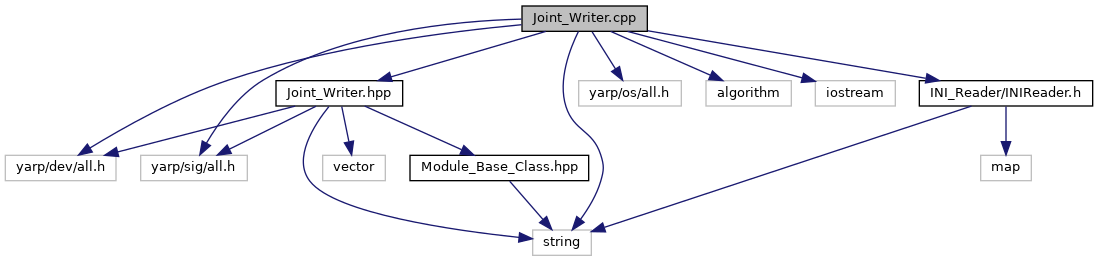 Joint_Writer.cpp
Joint_Writer.hpp
yarp/os/all.h
algorithm
iostream
INI_Reader/INIReader.h
yarp/dev/all.h
yarp/sig/all.h
vector
Module_Base_Class.hpp
map
string